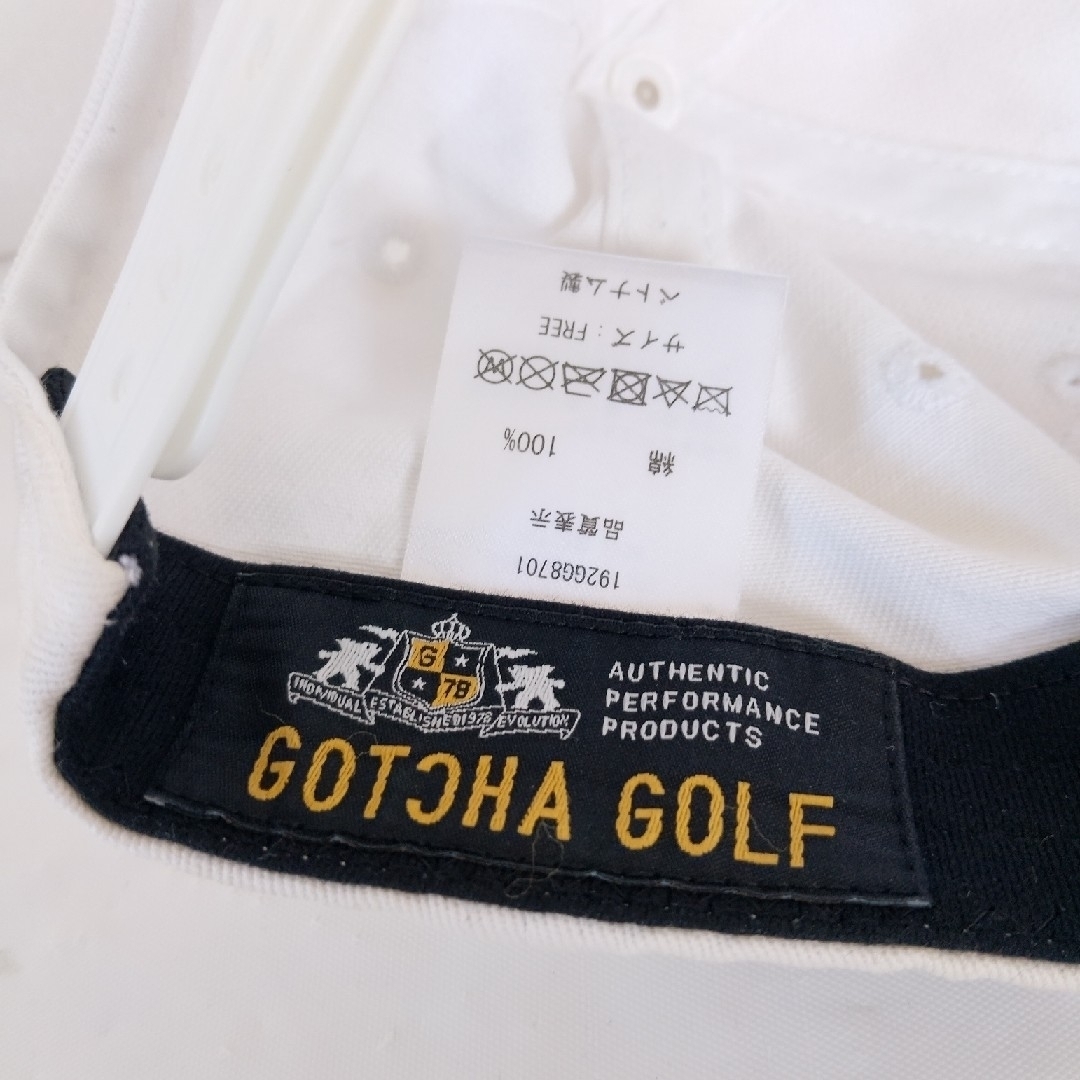 192GG8701
品質表示
綿 100%
サイズ : FREE
ベトナム製
G
78
INDIVIDUAL ESTABLISHED 1978 EVOLUTION
AUTHENTIC
PERFORMANCE
PRODUCTS
GOTCHA GOLF